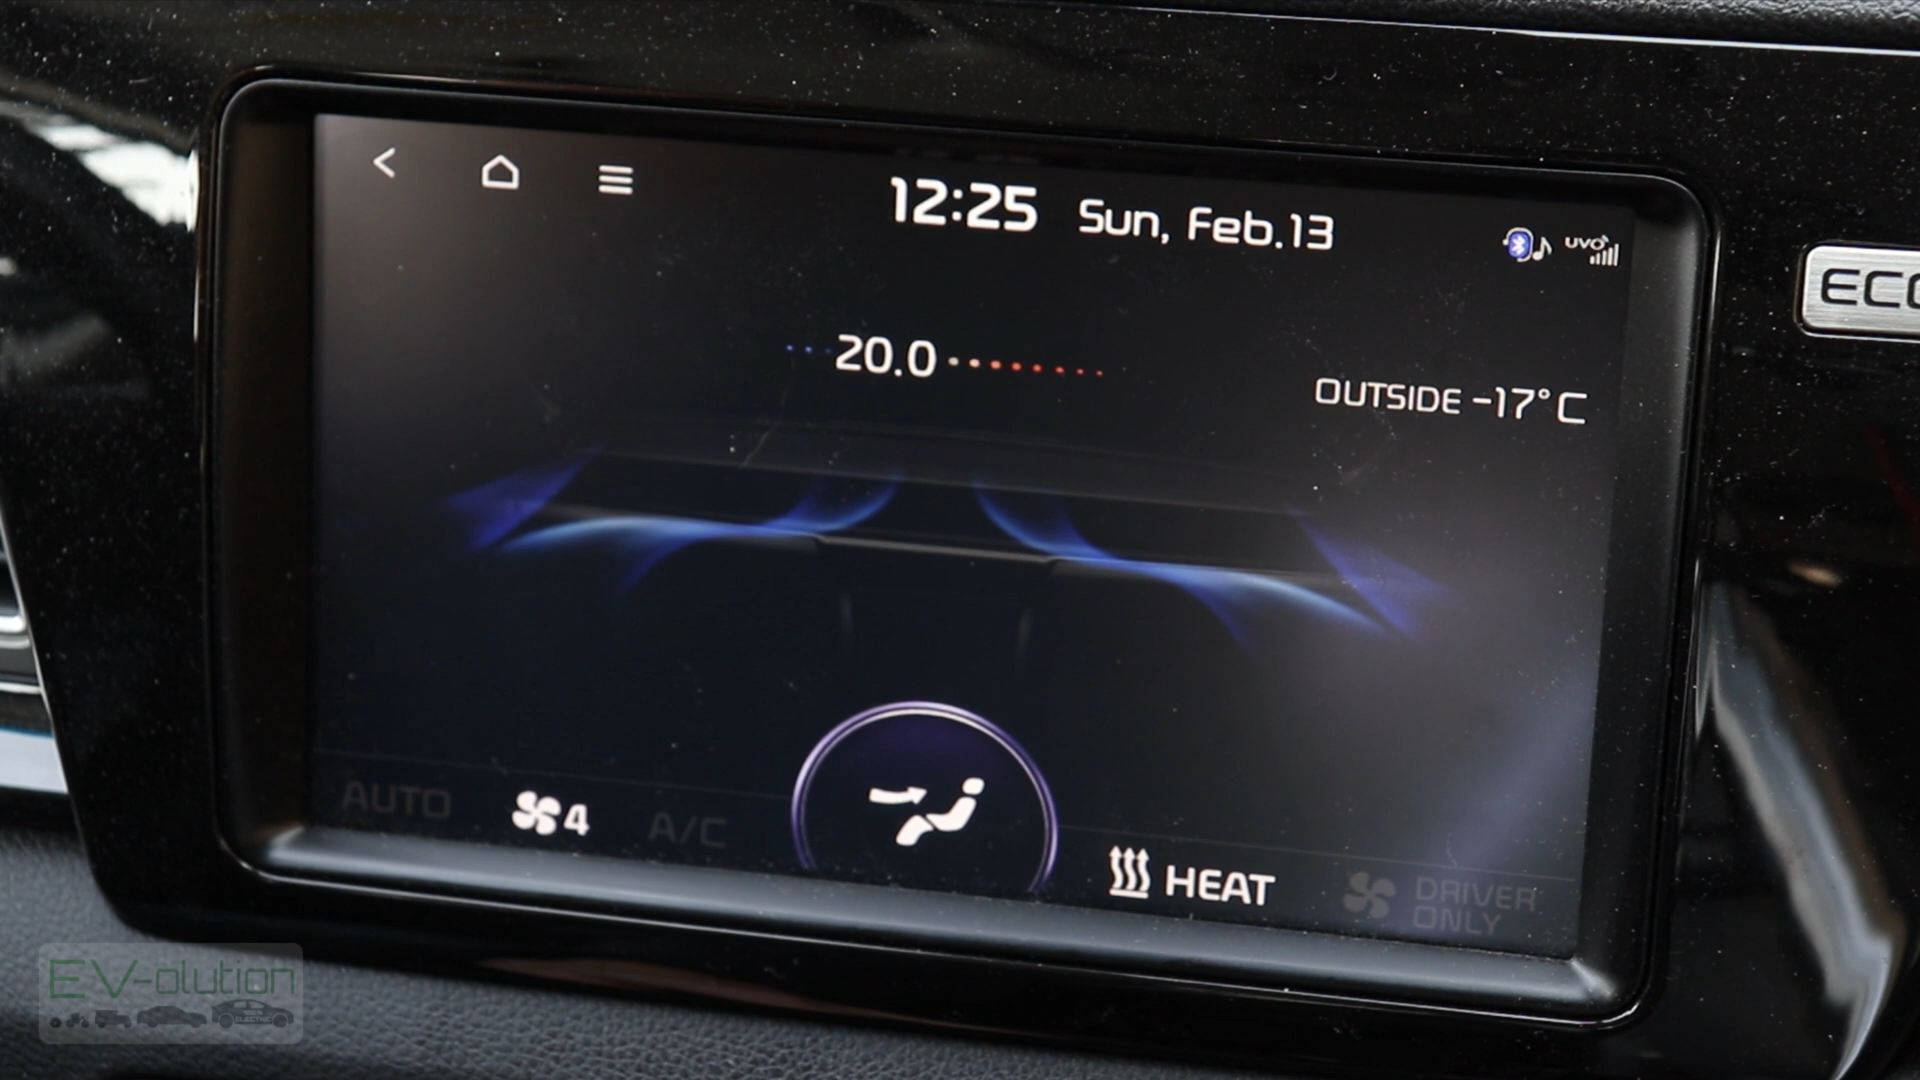 12:25 Sun, Feb.13
UVO
20.0
OUTSIDE -17°C
ECO
AUTO 4 A/C HEAT DRIVER
ONLY
EV-olution